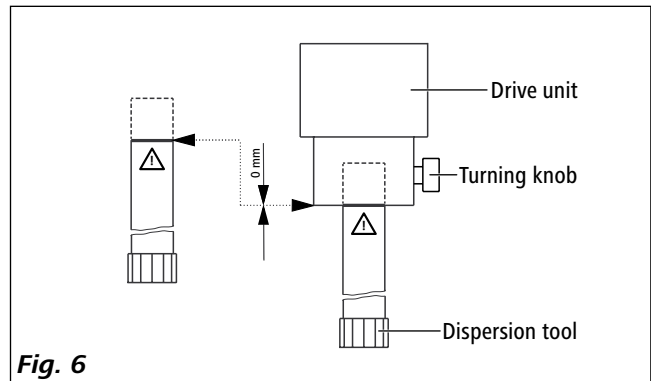 Drive unit
0 mm
Turning knob
Dispersion tool
Fig. 6